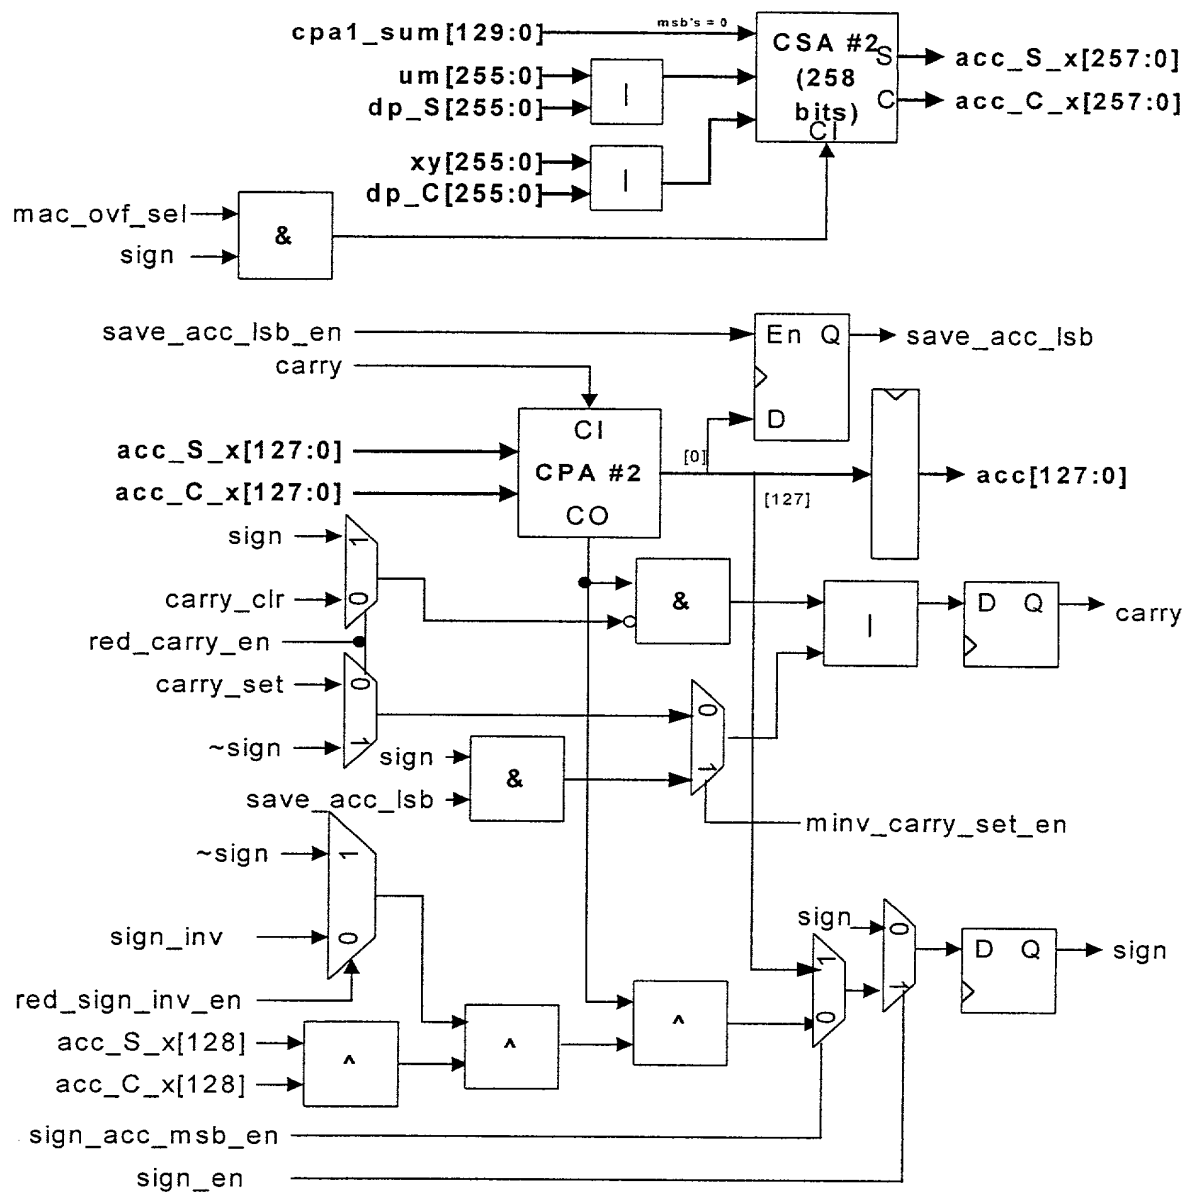 cpa1_sum[129:0]
msb's = 0
um[255:0]
dp_S[255:0]
|
xy[255:0]
dp_C[255:0]
|
CSA #2
(258
bits)
S
C
CI
acc_S_x[257:0]
acc_C_x[257:0]
mac_ovf_sel
sign
&
save_acc_lsb_en
En Q
D
save_acc_lsb
carry
CI
CPA #2
CO
acc_S_x[127:0]
acc_C_x[127:0]
[0]
[127]
acc[127:0]
sign
1
carry_clr
0
red_carry_en
carry_set
0
~sign
1
&
|
D Q
carry
sign
save_acc_lsb
&
0
1
minv_carry_set_en
~sign
1
sign_inv
0
red_sign_inv_en
acc_S_x[128]
acc_C_x[128]
^
^
^
sign
1
0
0
1
D Q
sign
sign_acc_msb_en
sign_en